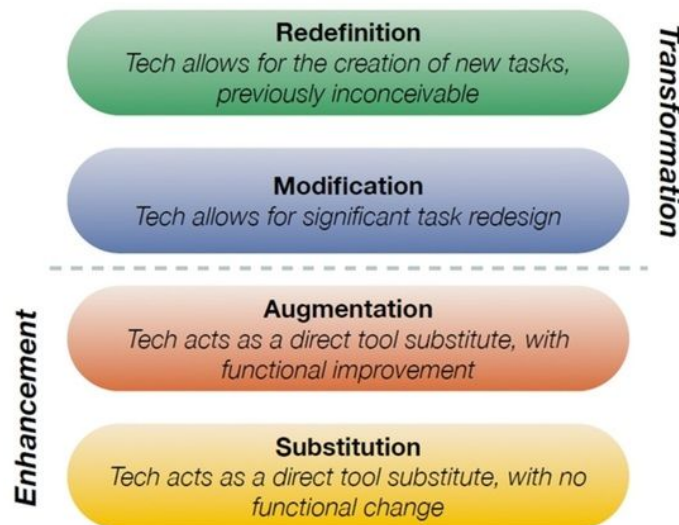 Redefinition
Tech allows for the creation of new tasks,
previously inconceivable
Transformation
Modification
Tech allows for significant task redesign
Augmentation
Tech acts as a direct tool substitute, with
functional improvement
Enhancement
Substitution
Tech acts as a direct tool substitute, with no
functional change